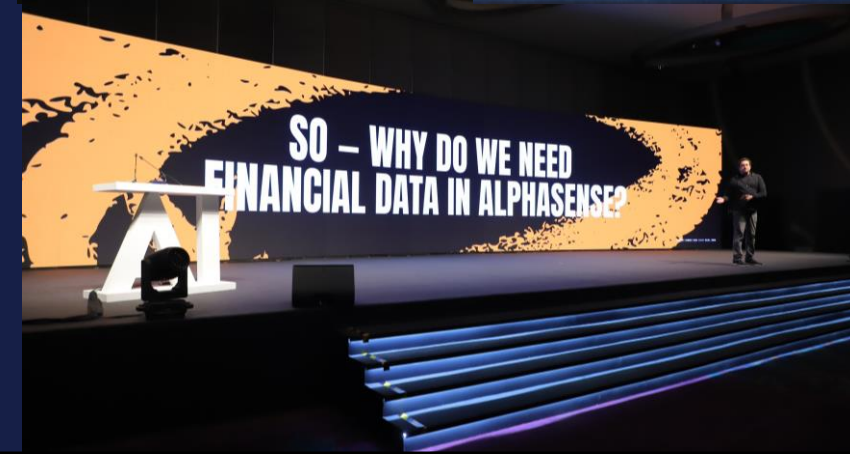 SO – WHY DO WE NEED
FINANCIAL DATA IN ALPHASENSE?
AI